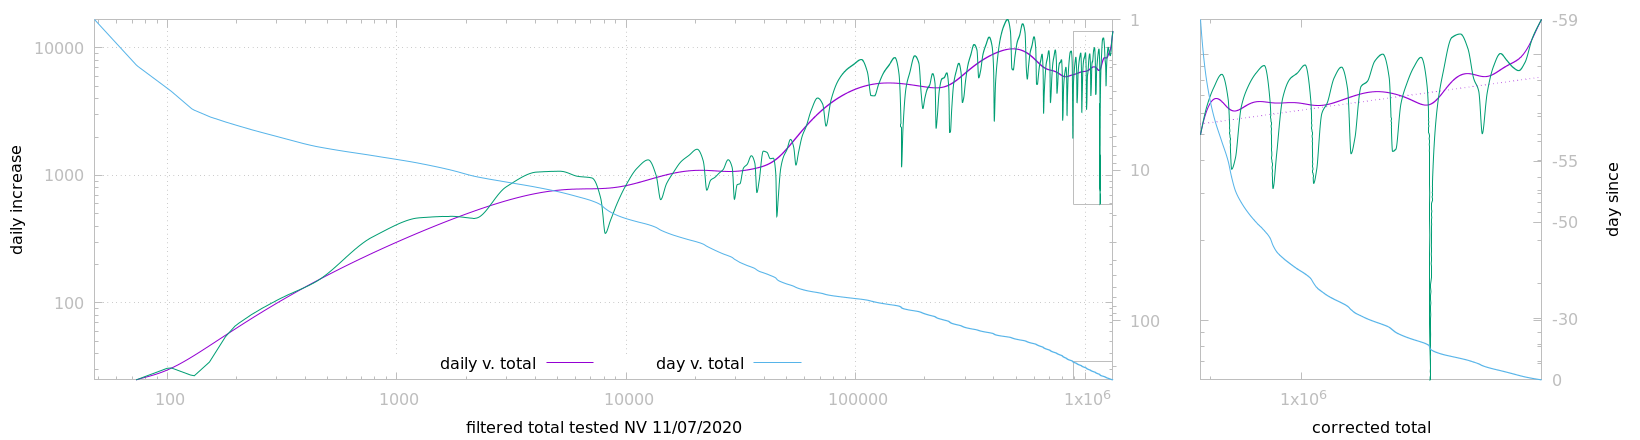 10000
1000
100
daily increase
100
1000
10000
100000
1x10^6
filtered total tested NV 11/07/2020
daily v. total
day v. total
1
10
100
1x10^6
corrected total
-59
-55
-50
-30
0
day since